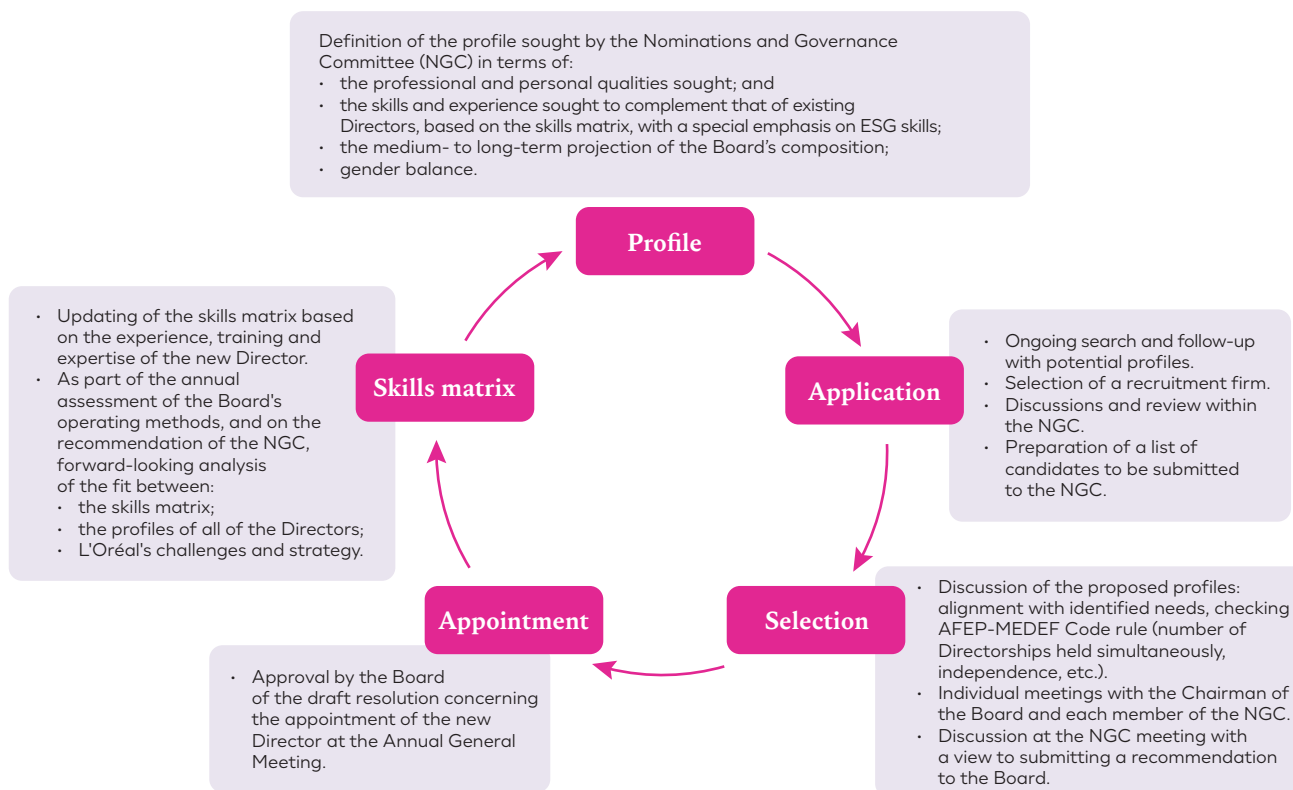 Definition of the profile sought by the Nominations and Governance
Committee (NGC) in terms of:
• the professional and personal qualities sought; and
• the skills and experience sought to complement that of existing
Directors, based on the skills matrix, with a special emphasis on ESG skills;
• the medium- to long-term projection of the Board's composition;
• gender balance.
Profile
Application
• Ongoing search and follow-up
with potential profiles.
• Selection of a recruitment firm.
• Discussions and review within
the NGC.
• Preparation of a list of
candidates to be submitted
to the NGC.
Selection
• Discussion of the proposed profiles:
alignment with identified needs, checking
AFEP-MEDEF Code rule (number of
Directorships held simultaneously,
independence, etc.).
• Individual meetings with the Chairman of
the Board and each member of the NGC.
• Discussion at the NGC meeting with
a view to submitting a recommendation
to the Board.
Appointment
• Approval by the Board
of the draft resolution concerning
the appointment of the new
Director at the Annual General
Meeting.
Skills matrix
• Updating of the skills matrix based
on the experience, training and
expertise of the new Director.
• As part of the annual
assessment of the Board's
operating methods, and on the
recommendation of the NGC,
forward-looking analysis
of the fit between:
• the skills matrix;
• the profiles of all of the Directors;
• L'Oréal's challenges and strategy.